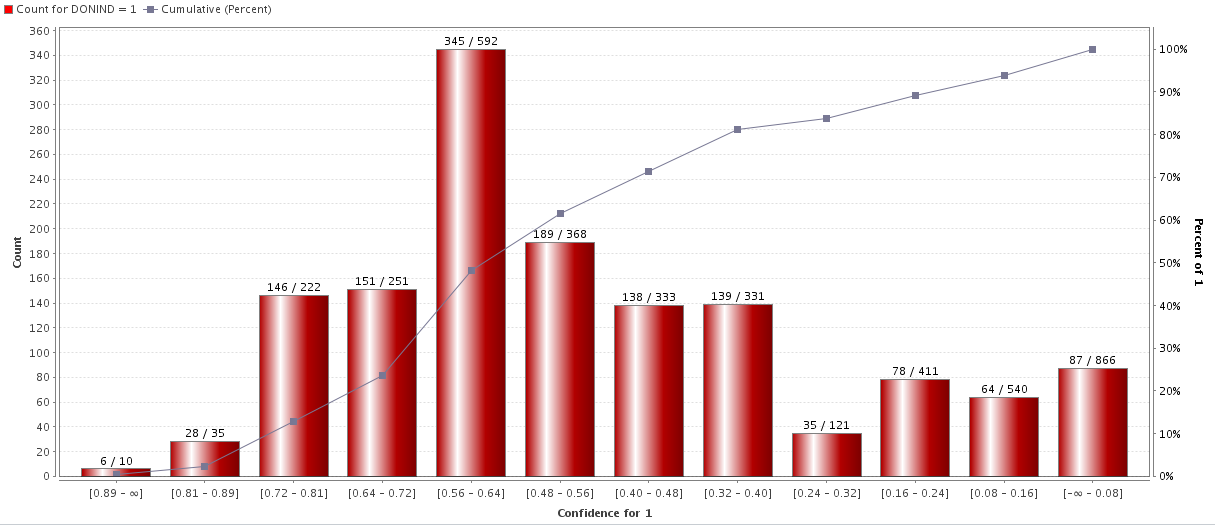 Count for DONIND = 1 Cumulative (Percent)
360
340
320
300
280
260
240
220
200
180
160
140
120
100
80
60
40
20
0
Count
6 / 10
28 / 35
146 / 222
151 / 251
345 / 592
189 / 368
138 / 333
139 / 331
35 / 121
78 / 411
64 / 540
87 / 866
100%
90%
80%
70%
60%
50%
40%
30%
20%
10%
0%
Percent of 1
[0.89 – ∞] [0.81 – 0.89] [0.72 – 0.81] [0.64 – 0.72] [0.56 – 0.64] [0.48 – 0.56] [0.40 – 0.48] [0.32 – 0.40] [0.24 – 0.32] [0.16 – 0.24] [0.08 – 0.16] [-∞ – 0.08]
Confidence for 1